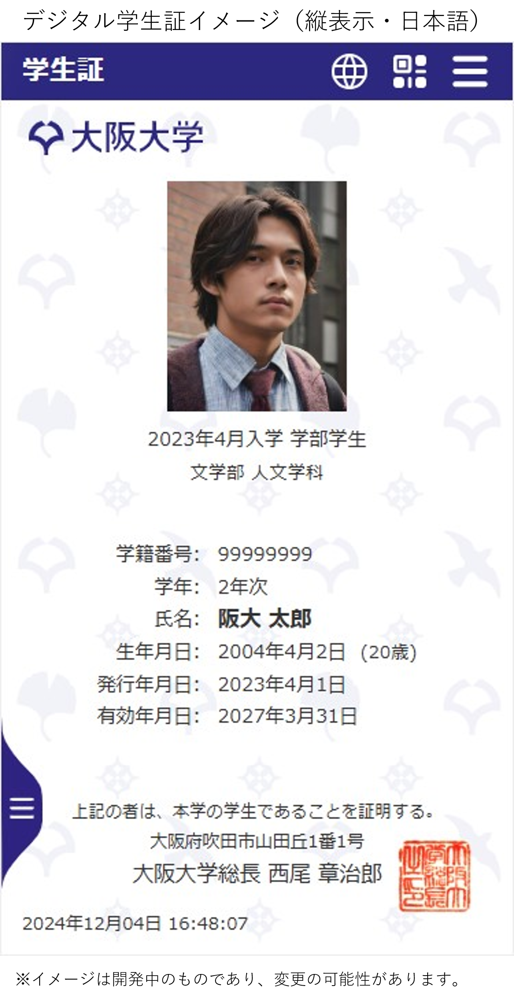 デジタル学生証イメージ（縦表示・日本語）
学生証
大阪大学
2023年4月入学 学部学生
文学部 人文学科
学籍番号: 99999999
学年: 2年次
氏名: 阪大 太郎
生年月日: 2004年4月2日 (20歳)
発行年月日: 2023年4月1日
有効年月日: 2027年3月31日
上記の者は、本学の学生であることを証明する。
大阪府吹田市山田丘1番1号
大阪大学総長 西尾 章治郎
大阪大学総長之印
2024年12月04日 16:48:07
※イメージは開発中のものであり、変更の可能性があります。